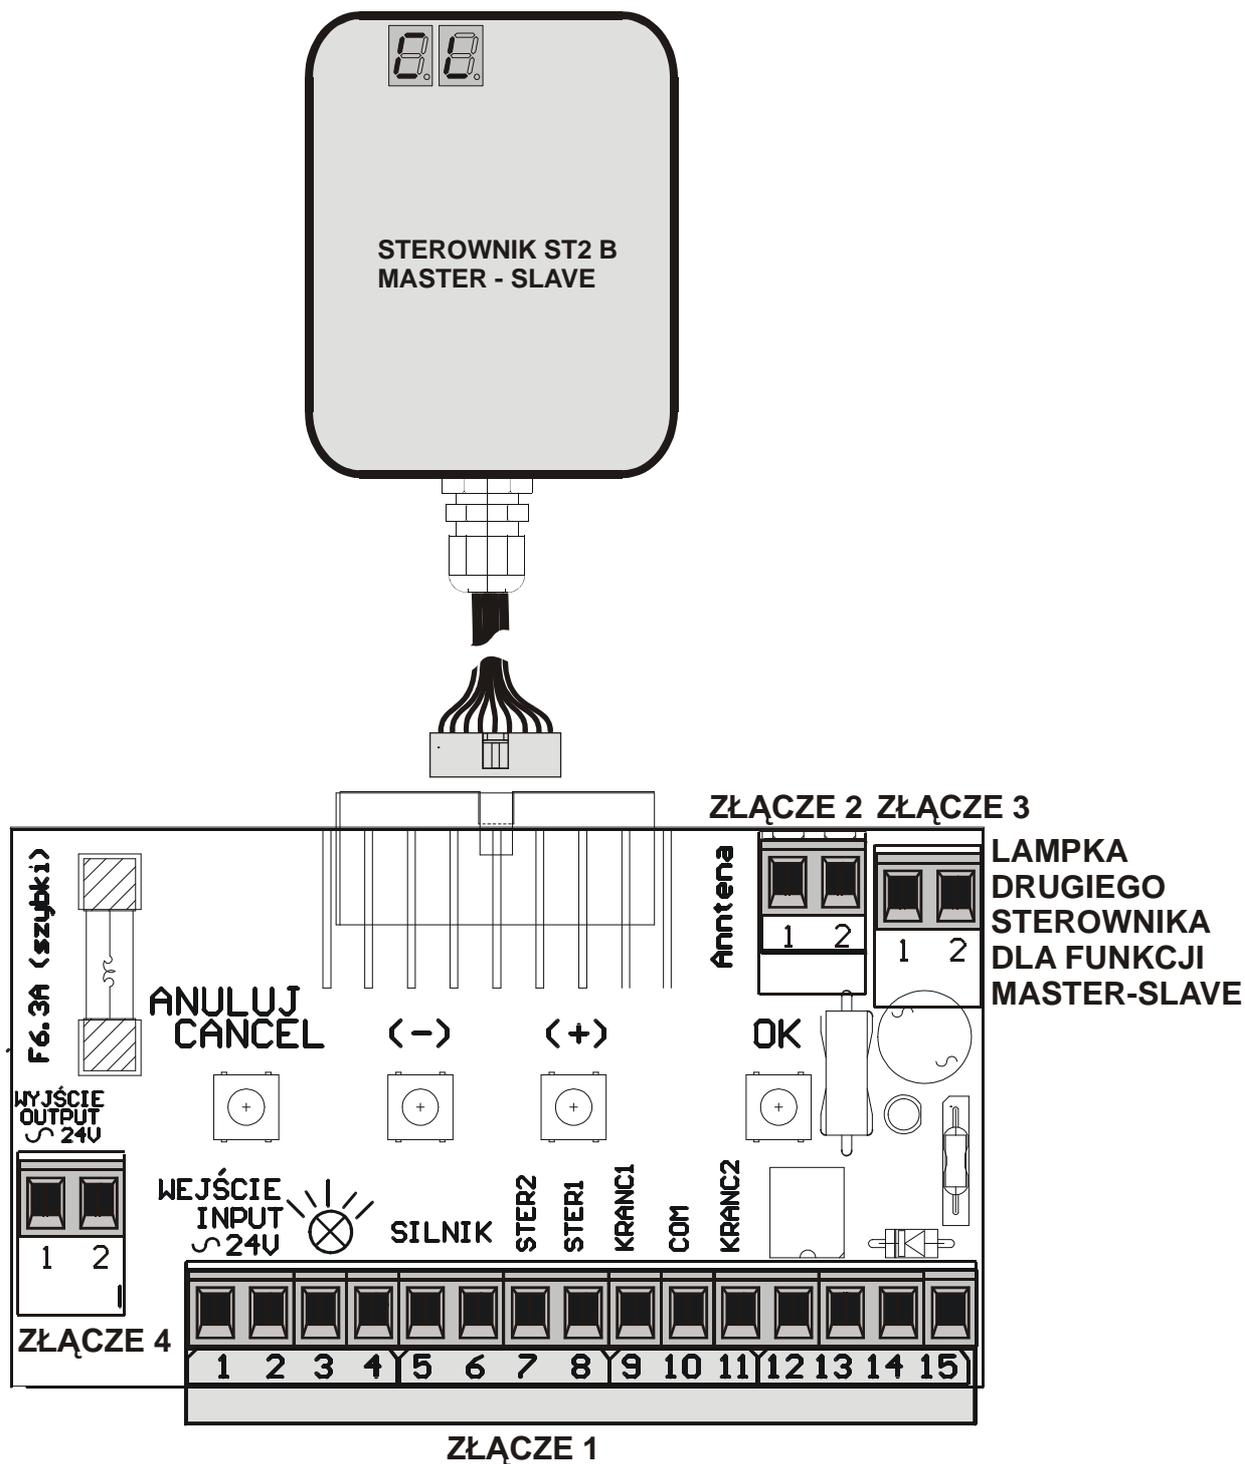 CL
STEROWNIK ST2 B
MASTER - SLAVE
ZŁĄCZE 2 ZŁĄCZE 3
LAMPKA
DRUGIEGO
STEROWNIKA
DLA FUNKCJI
MASTER-SLAVE
F6.3A (szybki)
Anntena
1 2
1 2
ANULUJ
CANCEL
(-)
(+)
OK
WYJŚCIE
OUTPUT
24V
1 2
ZŁĄCZE 4
WEJŚCIE
INPUT
24V
SILNIK
STER2
STER1
KRANC1
COM
KRANC2
1 2 3 4 5 6 7 8 9 10 11 12 13 14 15
ZŁĄCZE 1